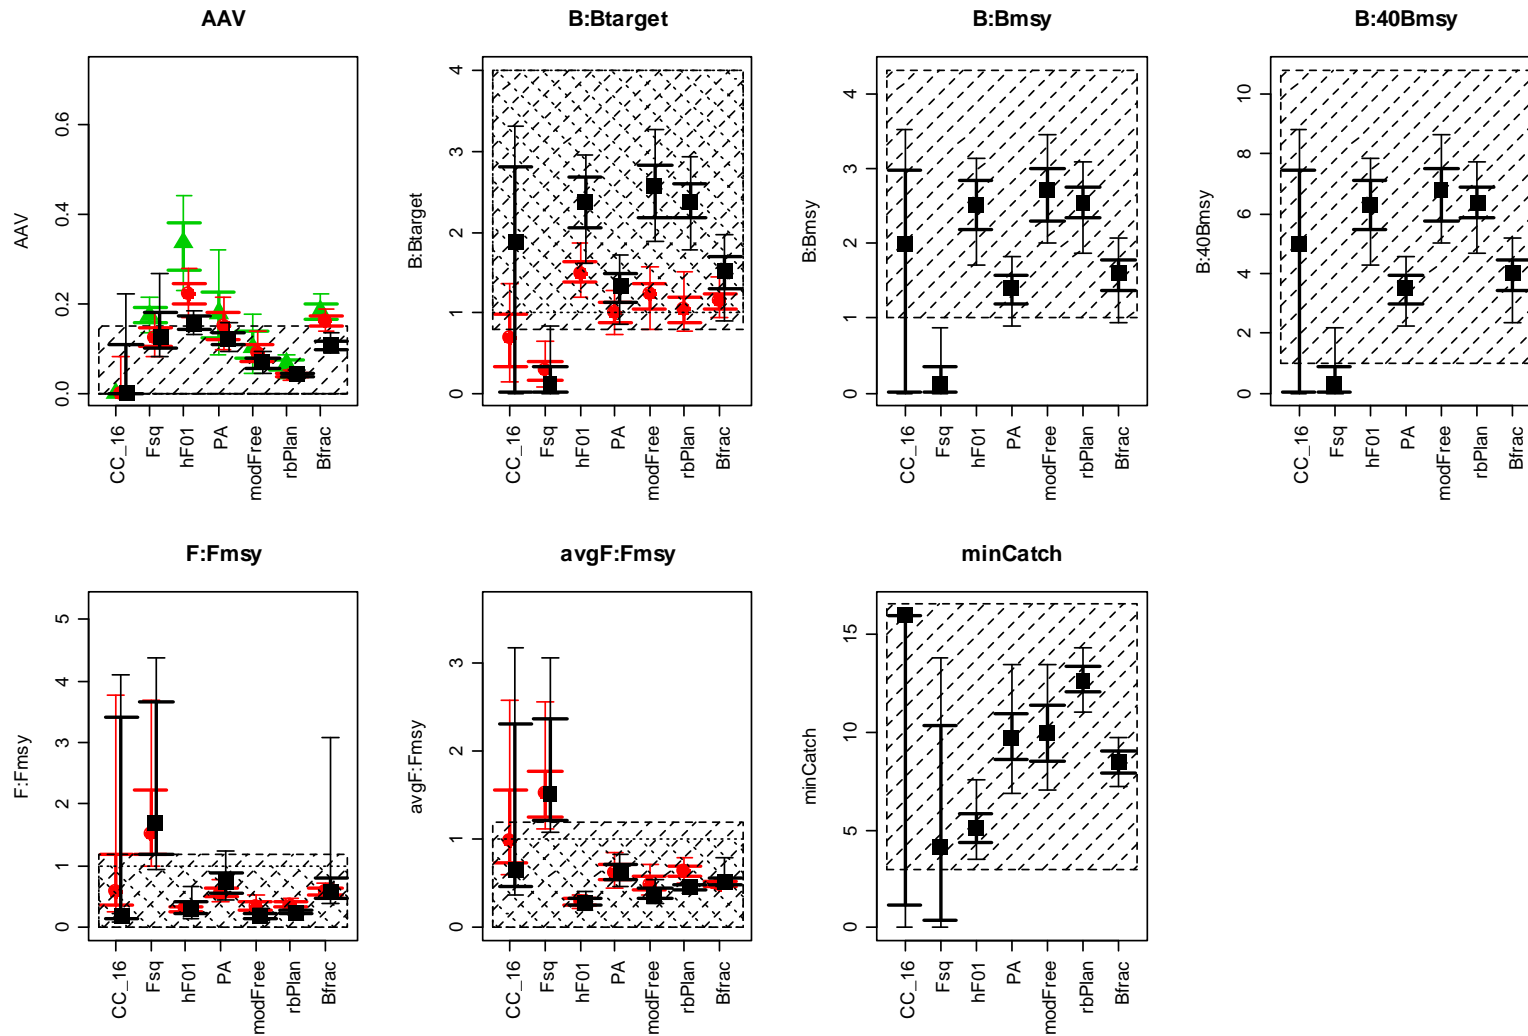 AAV
B:Btarget
B:Bmsy
B:40Bmsy
AAV
0.0
0.2
0.4
0.6
CC_16
Fsq
hF01
PA
modFree
rbPlan
Bfrac
B:Btarget
0
1
2
3
4
CC_16
Fsq
hF01
PA
modFree
rbPlan
Bfrac
B:Bmsy
0
1
2
3
4
CC_16
Fsq
hF01
PA
modFree
rbPlan
Bfrac
B:40Bmsy
0
2
4
6
8
10
CC_16
Fsq
hF01
PA
modFree
rbPlan
Bfrac
F:Fmsy
avgF:Fmsy
minCatch
F:Fmsy
0
1
2
3
4
5
CC_16
Fsq
hF01
PA
modFree
rbPlan
Bfrac
avgF:Fmsy
0
1
2
3
CC_16
Fsq
hF01
PA
modFree
rbPlan
Bfrac
minCatch
0
5
10
15
CC_16
Fsq
hF01
PA
modFree
rbPlan
Bfrac